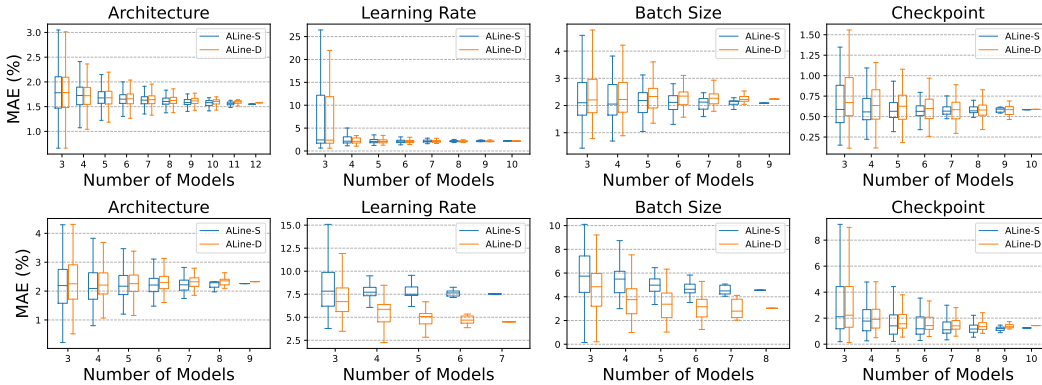 Architecture
MAE (%)
3.0
2.5
2.0
1.5
1.0
ALine-S
ALine-D
3 4 5 6 7 8 9 10 11 12
Number of Models
Learning Rate
25
20
15
10
5
0
ALine-S
ALine-D
3 4 5 6 7 8 9 10
Number of Models
Batch Size
4
3
2
1
ALine-S
ALine-D
3 4 5 6 7 8 9
Number of Models
Checkpoint
1.50
1.25
1.00
0.75
0.50
0.25
ALine-S
ALine-D
3 4 5 6 7 8 9 10
Number of Models
Architecture
MAE (%)
4
3
2
1
ALine-S
ALine-D
3 4 5 6 7 8 9
Number of Models
Learning Rate
15.0
12.5
10.0
7.5
5.0
2.5
ALine-S
ALine-D
3 4 5 6 7
Number of Models
Batch Size
10
8
6
4
2
0
ALine-S
ALine-D
3 4 5 6 7 8
Number of Models
Checkpoint
8
6
4
2
0
ALine-S
ALine-D
3 4 5 6 7 8 9 10
Number of Models